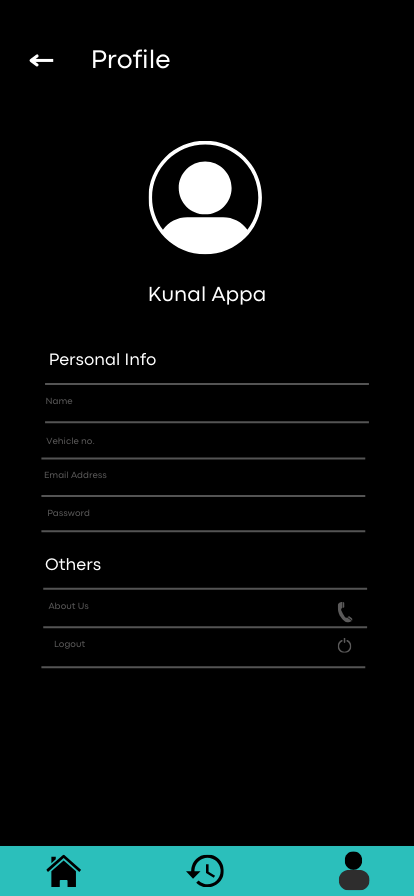 Profile
Kunal Appa
Personal Info
Name
Vehicle no.
Email Address
Password
Others
About Us
Logout